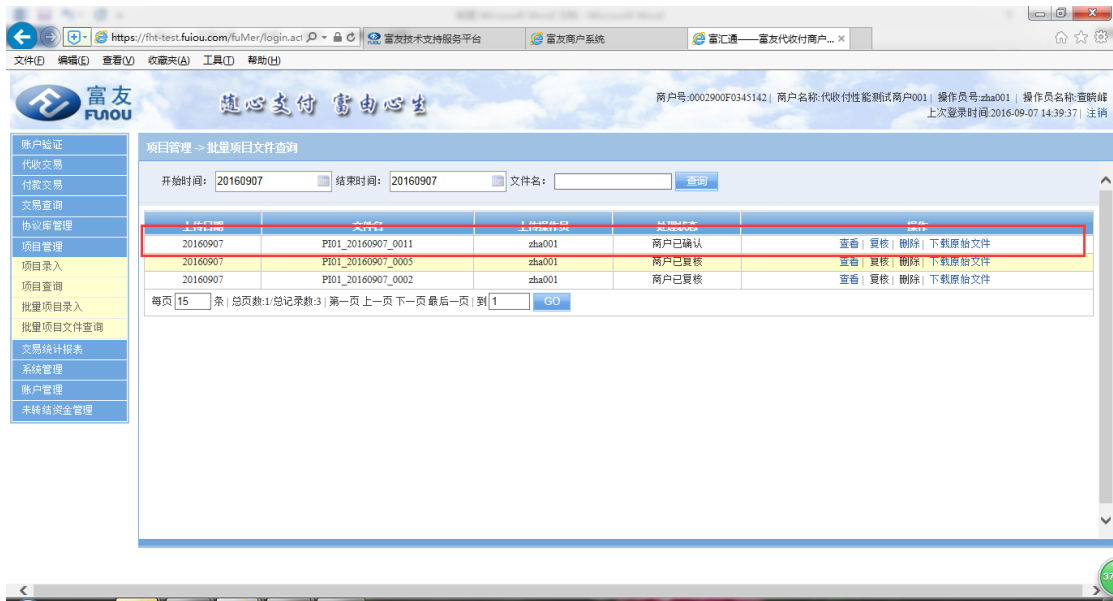 https://fht-test.fuiou.com/fuMer/login.act
富友技术支持服务平台
富友商户系统
富汇通——富友代收付商户... ×
文件(F) 编辑(E) 查看(V) 收藏夹(A) 工具(T) 帮助(H)
富友
FUIOU
随心支付 富由心生
商户号:0002900F0345142 | 商户名称:代收付性能测试商户001 | 操作员号:zha001 | 操作员名称:查晓峰
上次登录时间:2016-09-07 14:39:37 | 注销
账户验证
代收交易
付款交易
交易查询
协议库管理
项目管理
项目录入
项目查询
批量项目录入
批量项目文件查询
交易统计报表
系统管理
账户管理
未转结资金管理
项目管理 -> 批量项目文件查询
开始时间: 20160907 结束时间: 20160907 文件名: 查询
上传日期 文件名 上传操作员 处理状态 操作
20160907 PI01_20160907_0011 zha001 商户已确认 查看 | 复核 | 删除 | 下载原始文件
20160907 PI01_20160907_0005 zha001 商户已复核 查看 | 复核 | 删除 | 下载原始文件
20160907 PI01_20160907_0002 zha001 商户已复核 查看 | 复核 | 删除 | 下载原始文件
每页 15 条 | 总页数:1/总记录数:3 | 第一页 上一页 下一页 最后一页 | 到 1 GO
37